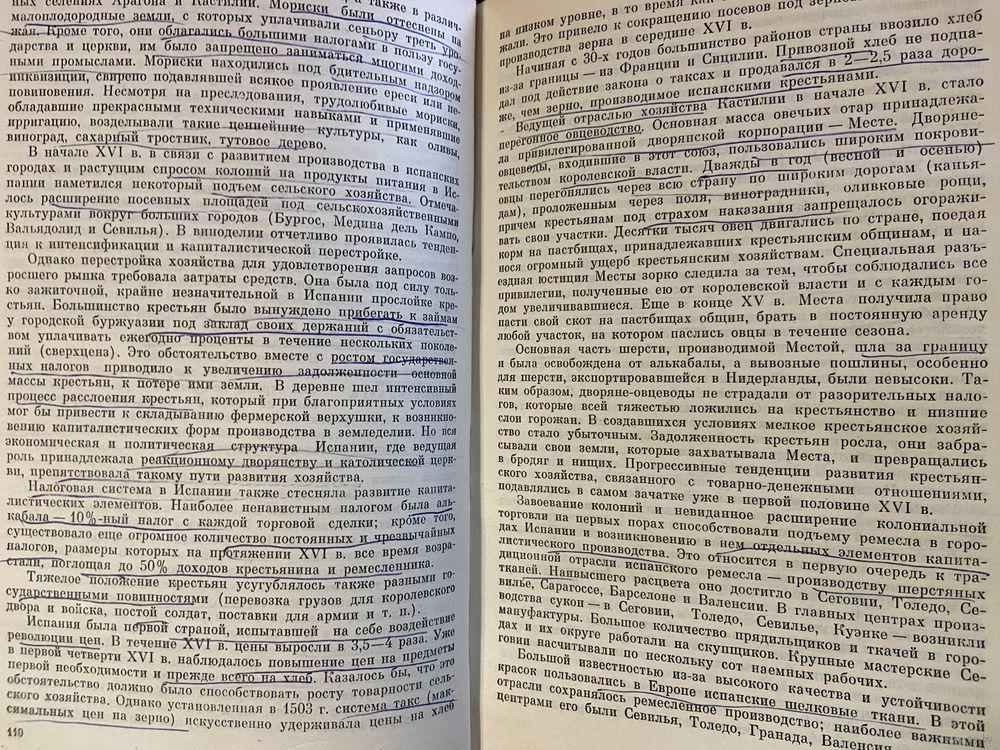 ных селениях Арагона и Кастилии. Мориски были оттеснены на
малоплодородные земли, с которых уплачивали сеньору треть уро-
жая. Кроме того, они облагались большими налогами в пользу госу-
дарства и церкви, им было запрещено заниматься многими доход-
ными промыслами. Мориски находились под бдительным надзором
инквизиции, свирепо подавлявшей всякое проявление ереси или не-
повиновения. Несмотря на преследования, трудолюбивые мориски,
обладавшие прекрасными техническими навыками и применявшие
ирригацию, возделывали такие ценнейшие культуры, как оливы,
виноград, сахарный тростник, тутовое дерево.
В начале XVI в. в связи с развитием производства в испанских
городах и растущим спросом колоний на продукты питания в Ис-
пании наметился некоторый подъем сельского хозяйства. Отмеча-
лось расширение посевных площадей под сельскохозяйственными
культурами вокруг больших городов (Бургос, Медина дель Кампо,
Вальядолид и Севилья). В виноделии отчетливо проявилась тенден-
ция к интенсификации и капиталистической перестройке.
Однако перестройка хозяйства для удовлетворения запросов воз-
росшего рынка требовала затраты средств. Она была под силу толь-
ко зажиточной, крайне незначительной в Испании прослойке кре-
стьян. Большинство крестьян было вынуждено прибегать к займам
у городской буржуазии под заклад своих держаний с обязательст-
вом уплачивать ежегодно проценты в течение нескольких поколе-
ний (сверхценз). Это обстоятельство вместе с ростом государствен-
ных налогов приводило к увеличению задолженности основной
массы крестьян, к потере ими земли. В деревне шел интенсивный
процесс расслоения крестьян, который при благоприятных условиях
мог бы привести к складыванию фермерской верхушки, к возникно-
вению капиталистических форм производства в земледелии. Но вся
экономическая и политическая структура Испании, где ведущая
роль принадлежала реакционному дворянству и католической церк-
ви, препятствовала такому пути развития хозяйства.
Налоговая система в Испании также стесняла развитие капита-
листических элементов. Наиболее ненавистным налогом была аль-
кабала — 10%-ный налог с каждой торговой сделки; кроме того,
существовало еще огромное количество постоянных и чрезвычайных
налогов, размеры которых на протяжении XVI в. все время возра-
стали, поглощая до 50% доходов крестьянина и ремесленника.
Тяжелое положение крестьян усугублялось также разными го-
сударственными повинностями (перевозка грузов для королевского
двора и войска, постой солдат, поставки для армии и т. п.).
Испания была первой страной, испытавшей на себе воздействие
революции цен. В течение XVI в. цены выросли в 3,5—4 раза. Уже
в первой четверти XVI в. наблюдалось повышение цен на предметы
первой необходимости и прежде всего на хлеб. Казалось бы, что это
обстоятельство должно было способствовать росту товарности сель-
ского хозяйства. Однако установленная в 1503 г. система такс (мак-
симальных цен на зерно) искусственно удерживала цены на хлеб
110
на низком уровне, в то время как
жали. Это привело к сокращению посевов под зерно
производства зерна в середине XVI в.
Начиная с 30-х годов большинство районов страны ввозило хлеб
из-за границы — из Франции и Сицилии. Привозной хлеб не подпа-
дал под действие закона о таксах и продавался в 2—2,5 раза доро-
же, чем зерно, производимое испанскими крестьянами.
Ведущей отраслью хозяйства Кастилии в начале XVI в. стало
перегонное овцеводство. Основная масса овечьих отар принадлежа-
ла привилегированной дворянской корпорации — Месте. Дворяне-
овцеводы, входившие в этот союз, пользовались широким покрови-
тельством королевской власти. Дважды в год (весной и осенью)
овцы перегонялись через всю страну по широким дорогам (канья-
дам), проложенным через поля, виноградники, оливковые рощи,
причем крестьянам под страхом наказания запрещалось огоражи-
вать свои участки. Десятки тысяч овец двигались по стране, поедая
корм на пастбищах, принадлежавших крестьянским общинам, и на-
нося огромный ущерб крестьянским хозяйствам. Специальная разъ-
ездная юстиция Месты зорко следила за тем, чтобы соблюдались все
привилегии, полученные ею от королевской власти и с каждым го-
дом увеличивавшиеся. Еще в конце XV в. Места получила право
пасти свой скот на пастбищах общин, брать в постоянную аренду
любой участок, на котором паслись овцы в течение сезона.
Основная часть шерсти, производимой Местой, шла за границу
и была освобождена от алькабалы, а вывозные пошлины, особенно
для шерсти, экспортировавшейся в Нидерланды, были невысоки. Та-
ким образом, дворяне-овцеводы не страдали от разорительных нало-
гов, которые всей тяжестью ложились на крестьянство и низшие
слои горожан. В создавшихся условиях мелкое крестьянское хозяй-
ство стало убыточным. Задолженность крестьян росла, они забра-
сывали свои земли, которые захватывала Места, и превращались
в бродяг и нищих. Прогрессивные тенденции развития крестьян-
ского хозяйства, связанного с товарно-денежными отношениями,
подавлялись в самом зачатке уже в первой половине XVI в.
Завоевание колоний и невиданное расширение колониальной
торговли на первых порах способствовали подъему ремесла в горо-
дах Испании и возникновению в нем отдельных элементов капита-
листического производства. Это относится в первую очередь к тра-
диционной отрасли испанского ремесла — производству шерстяных
тканей. Наивысшего расцвета оно достигло в Сеговии, Толедо, Се-
вилье, Сарагоссе, Барселоне и Валенсии. В главных центрах произ-
водства сукон — в Сеговии, Толедо, Севилье, Куэнке — возникли
мануфактуры. Большое количество прядильщиков и ткачей в горо-
дах и их округе работали на скупщиков. Крупные мастерские Се-
говии насчитывали по нескольку сот наемных рабочих.
Большой известностью из-за высокого качества и устойчивости
красок пользовались в Европе испанские шелковые ткани. В этой
отрасли сохранялось ремесленное производство; наиболее важными
центрами его были Севилья, Толедо, Гранада, Валенсия.